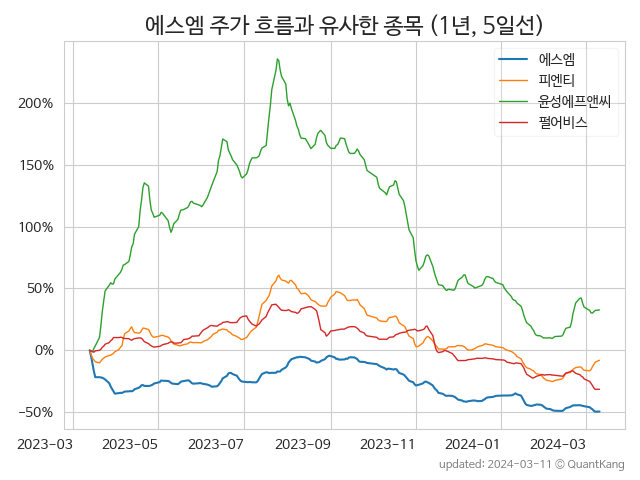 에스엠 주가 흐름과 유사한 종목 (1년, 5일선)
에스엠
피엔티
윤성에프앤씨
펄어비스
200%
150%
100%
50%
0%
−50%
2023-03
2023-05
2023-07
2023-09
2023-11
2024-01
2024-03
updated: 2024-03-11 © QuantKang